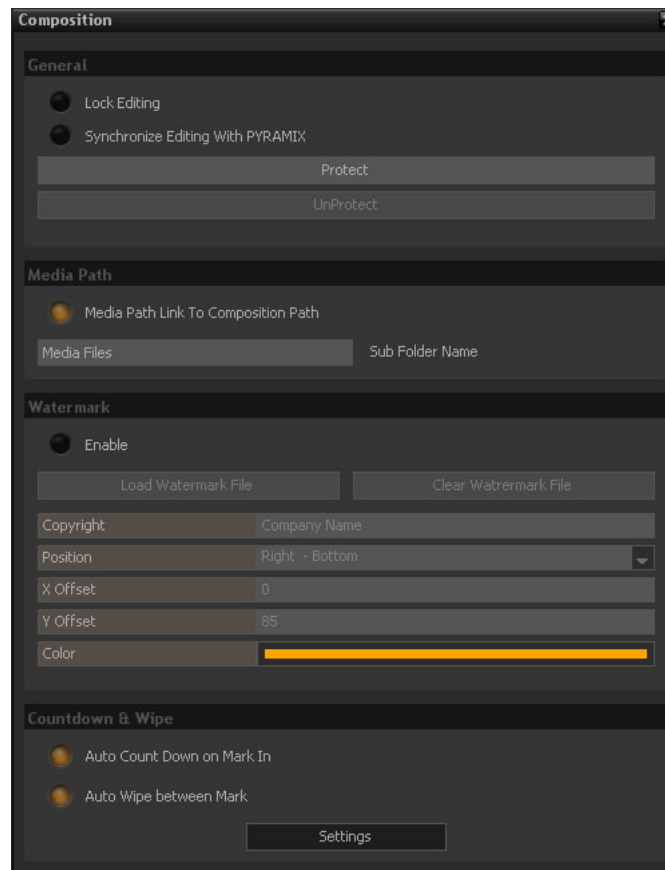 Composition
General
Lock Editing
Synchronize Editing With PYRAMIX
Protect
UnProtect
Media Path
Media Path Link To Composition Path
Media Files Sub Folder Name
Watermark
Enable
Load Watermark File Clear Watrermark File
Copyright Company Name
Position Right - Bottom
X Offset 0
Y Offset 85
Color
Countdown & Wipe
Auto Count Down on Mark In
Auto Wipe between Mark
Settings